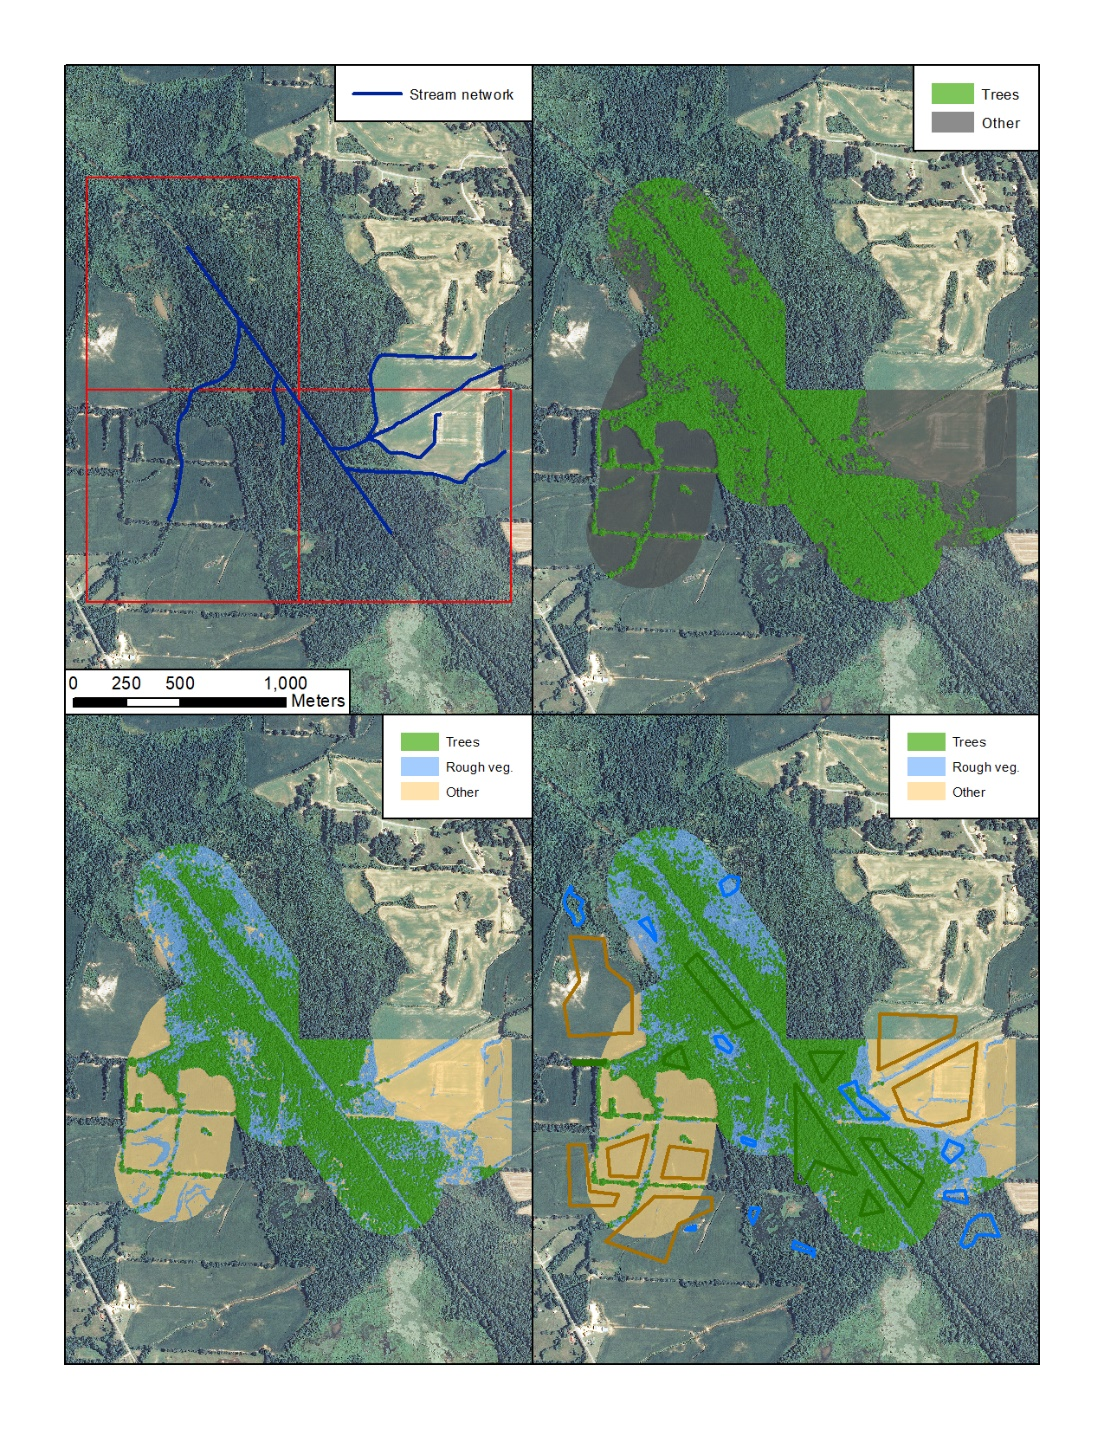 Stream network
Trees
Other
0 250 500 1,000
Meters
Trees
Rough veg.
Other
Trees
Rough veg.
Other